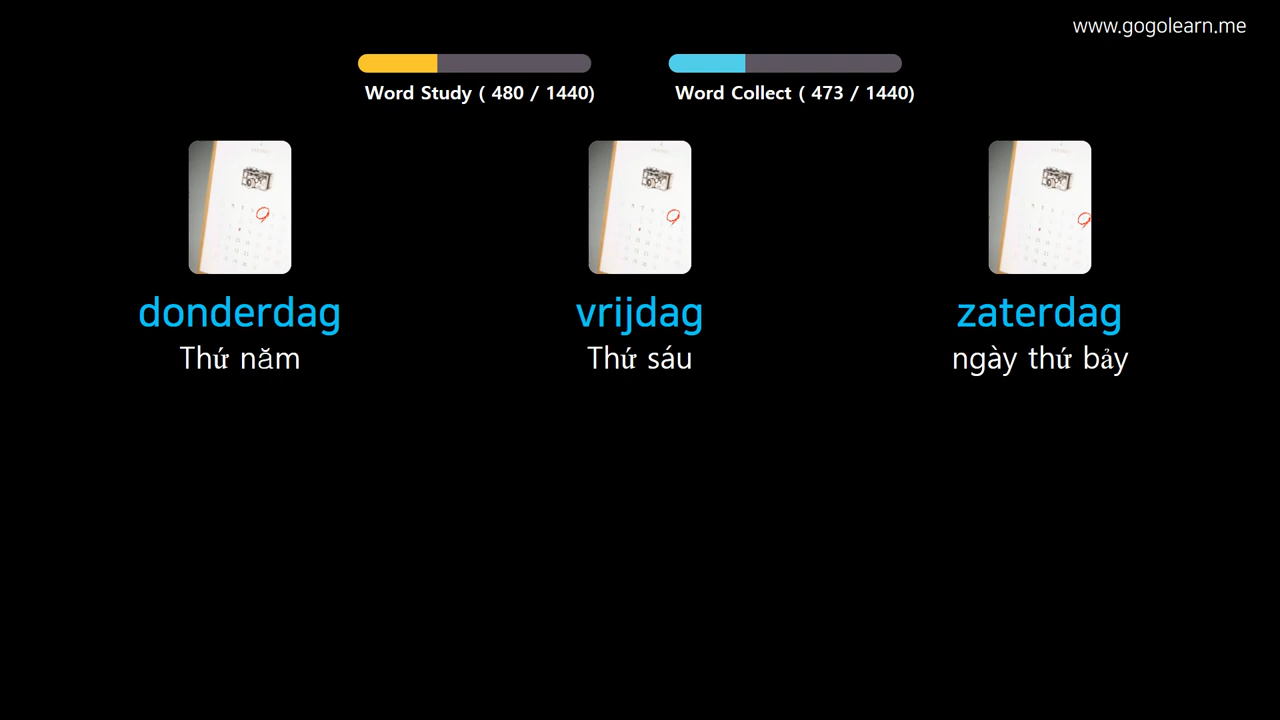 www.gogolearn.me
Word Study ( 480 / 1440)
Word Collect ( 473 / 1440)
donderdag
vrijdag
zaterdag
Thứ năm
Thứ sáu
ngày thứ bảy